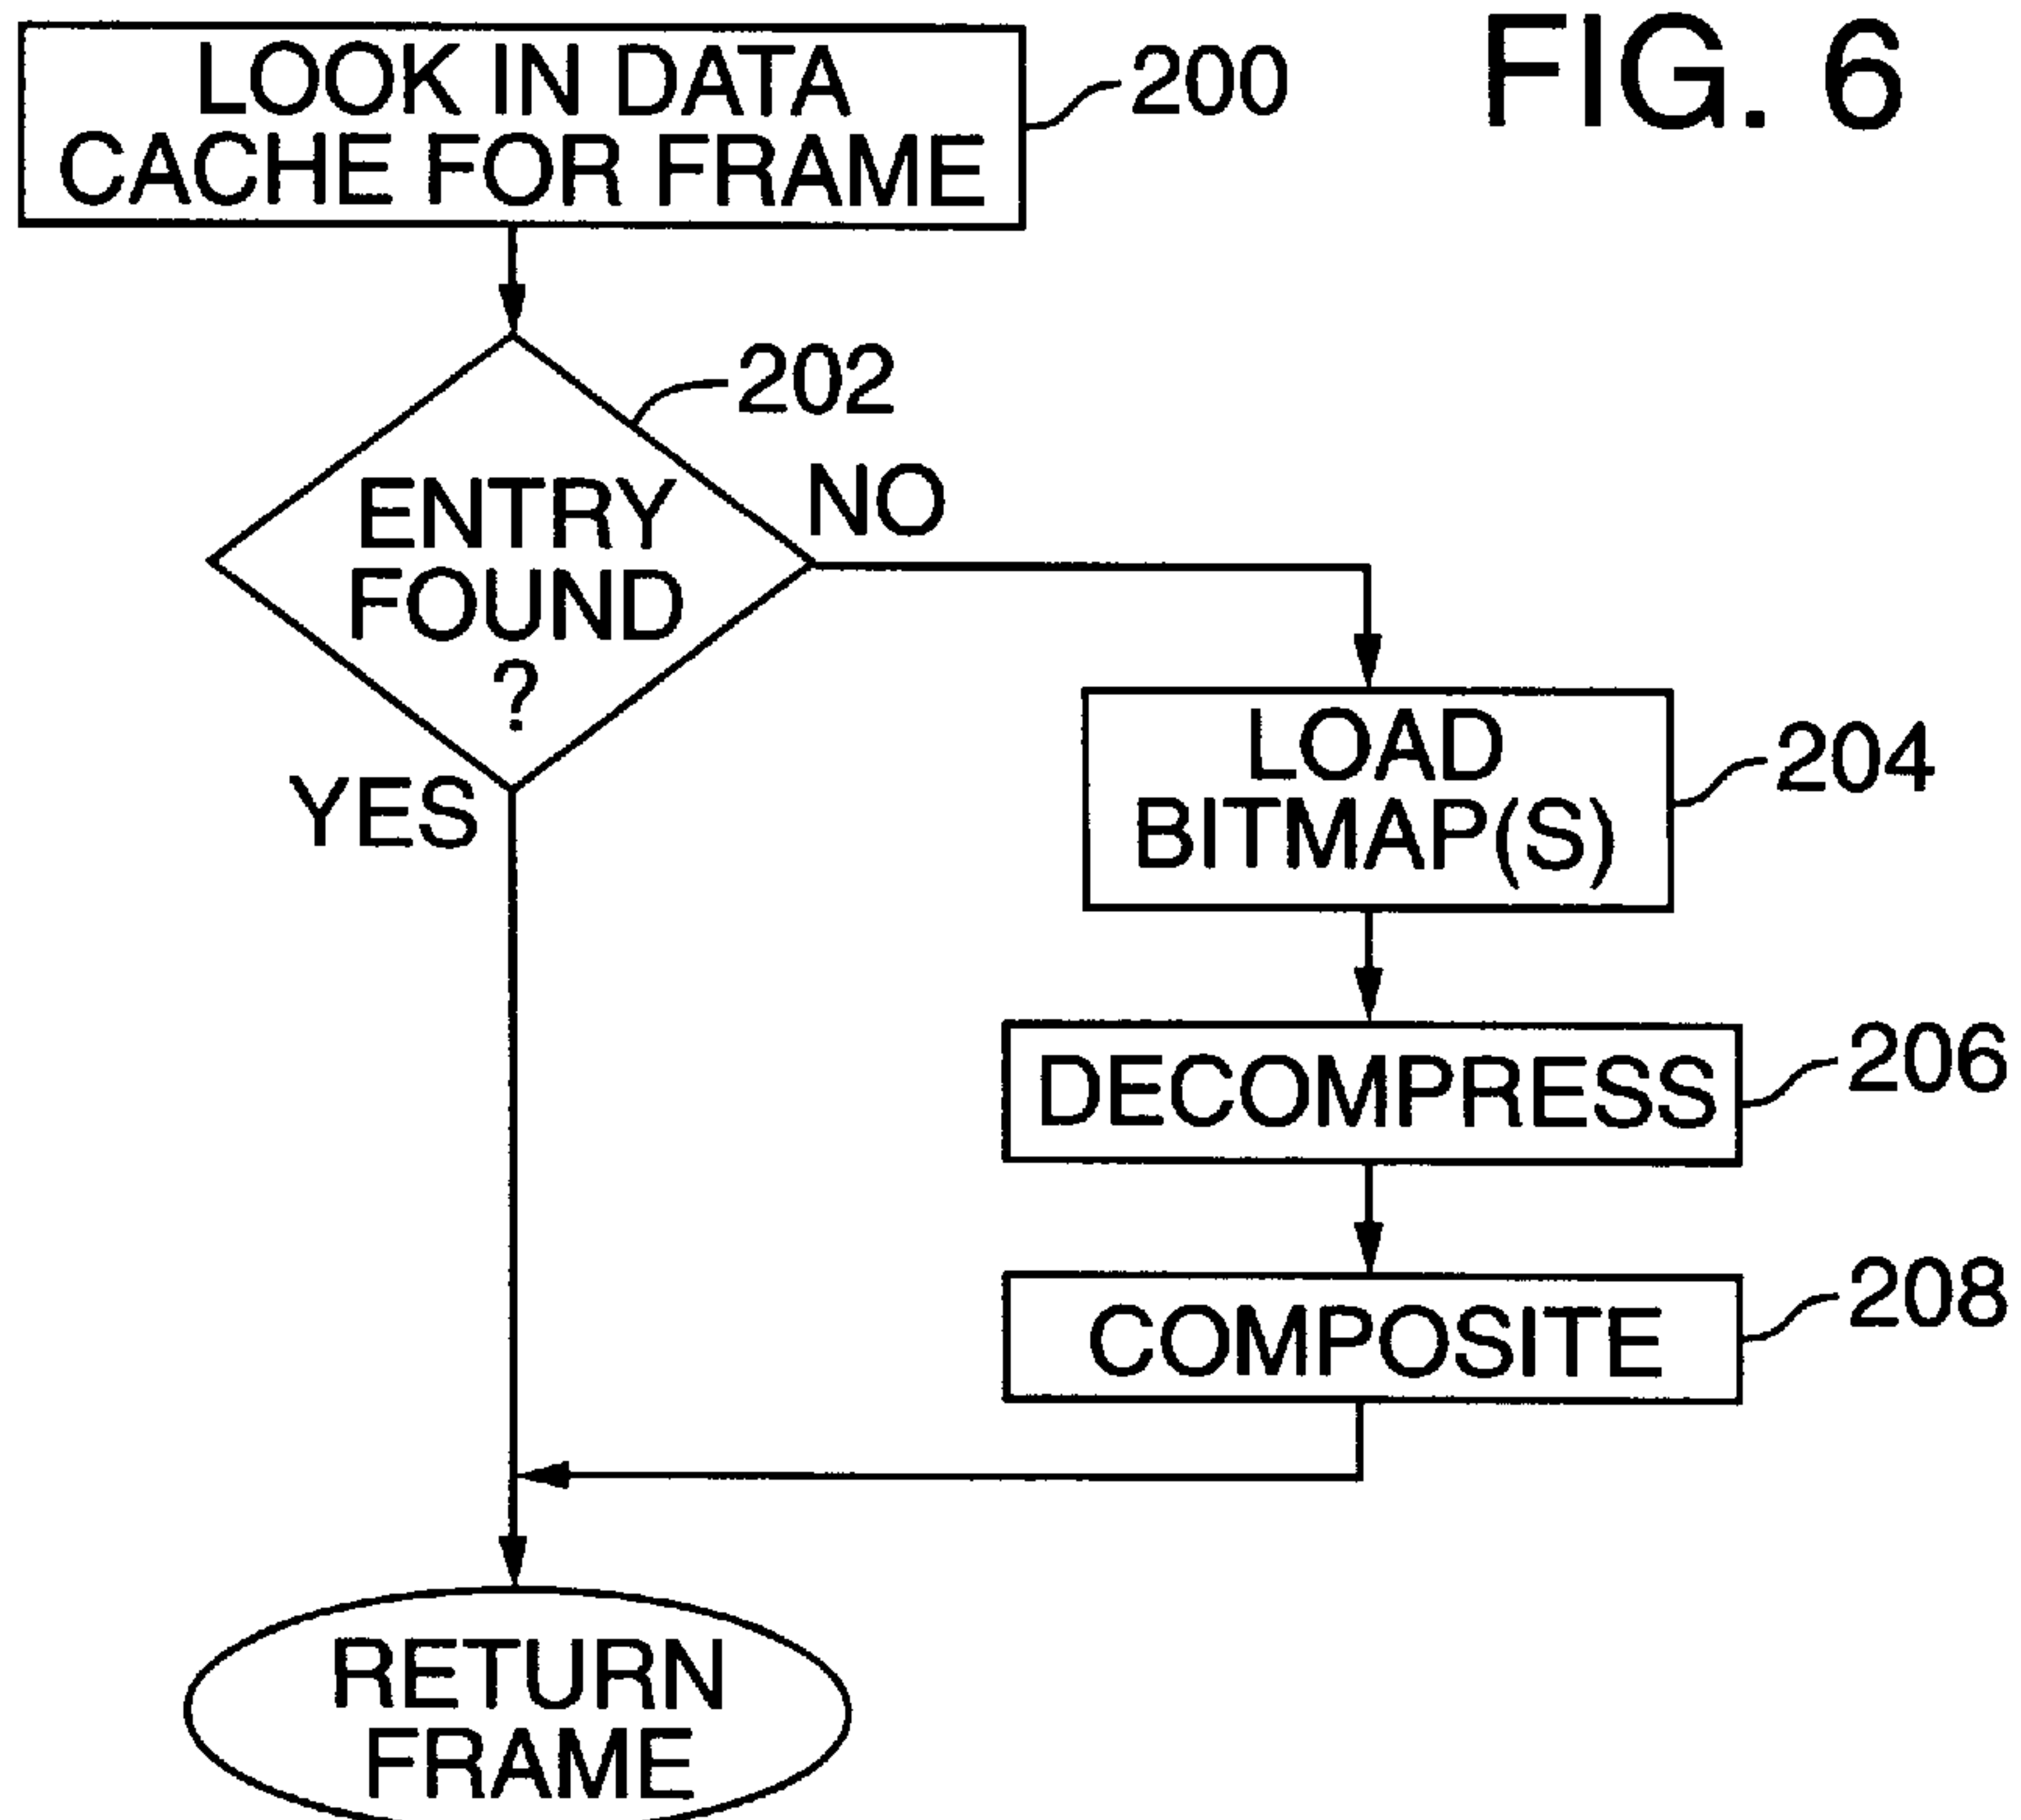 FIG. 6
LOOK IN DATA
CACHE FOR FRAME
200
202
ENTRY
FOUND
?
NO
YES
LOAD
BITMAP(S)
204
DECOMPRESS
206
COMPOSITE
208
RETURN
FRAME